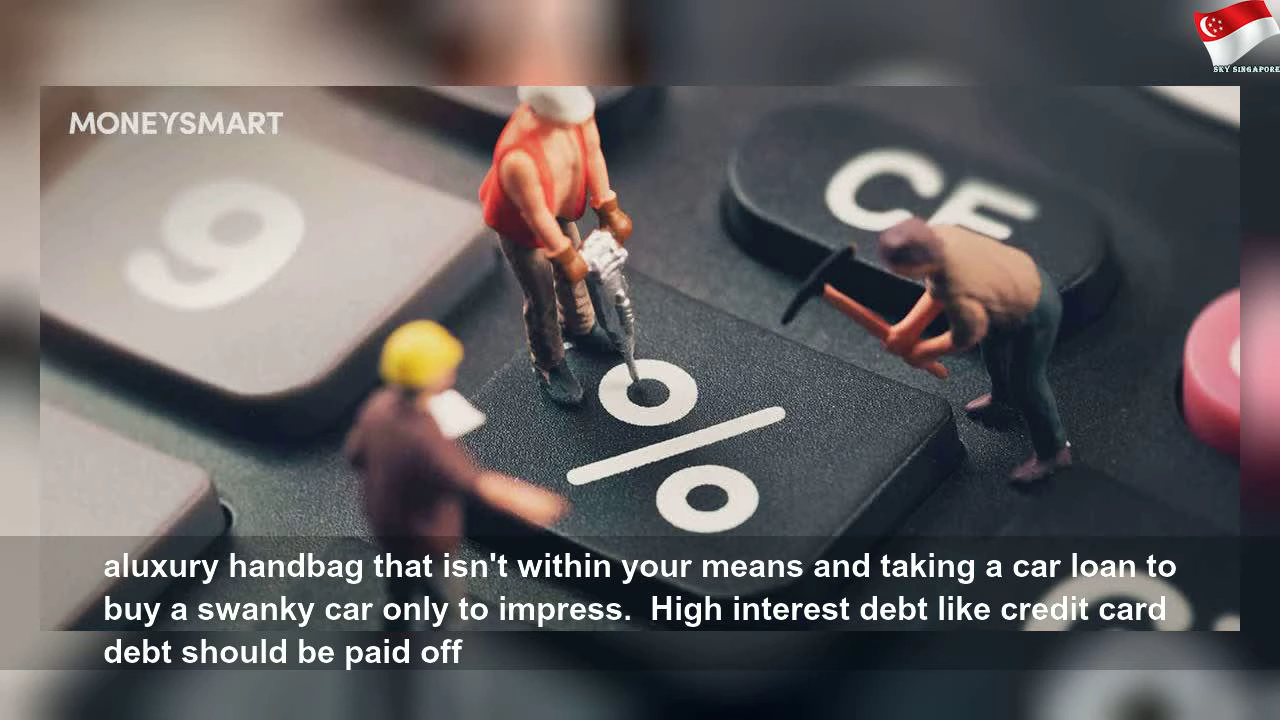 SKY SINGAPORE
MONEYSMART
9
CE
%
aluxury handbag that isn't within your means and taking a car loan to
buy a swanky car only to impress.  High interest debt like credit card
debt should be paid off